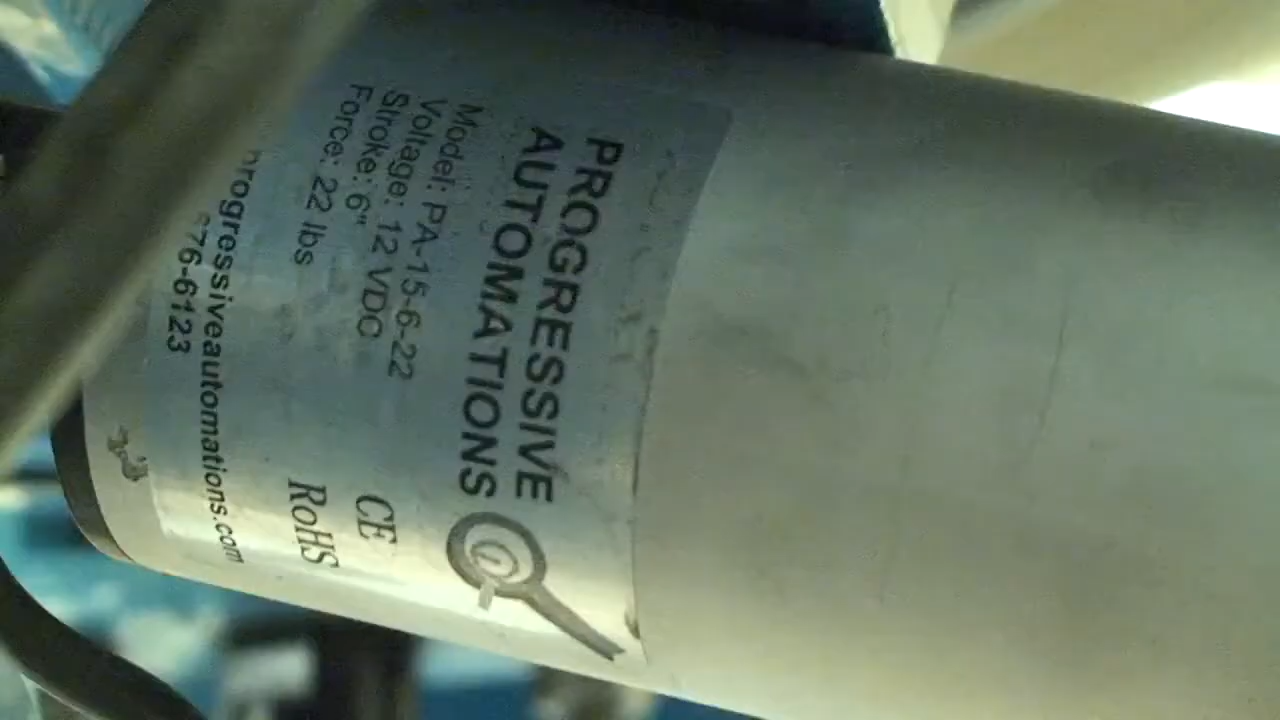 PROGRESSIVE
AUTOMATIONS
Model: PA-15-6-22
Voltage: 12 VDC
Stroke: 6"
Force: 22 lbs
CE
RoHS
progressiveautomations.com
676-6123